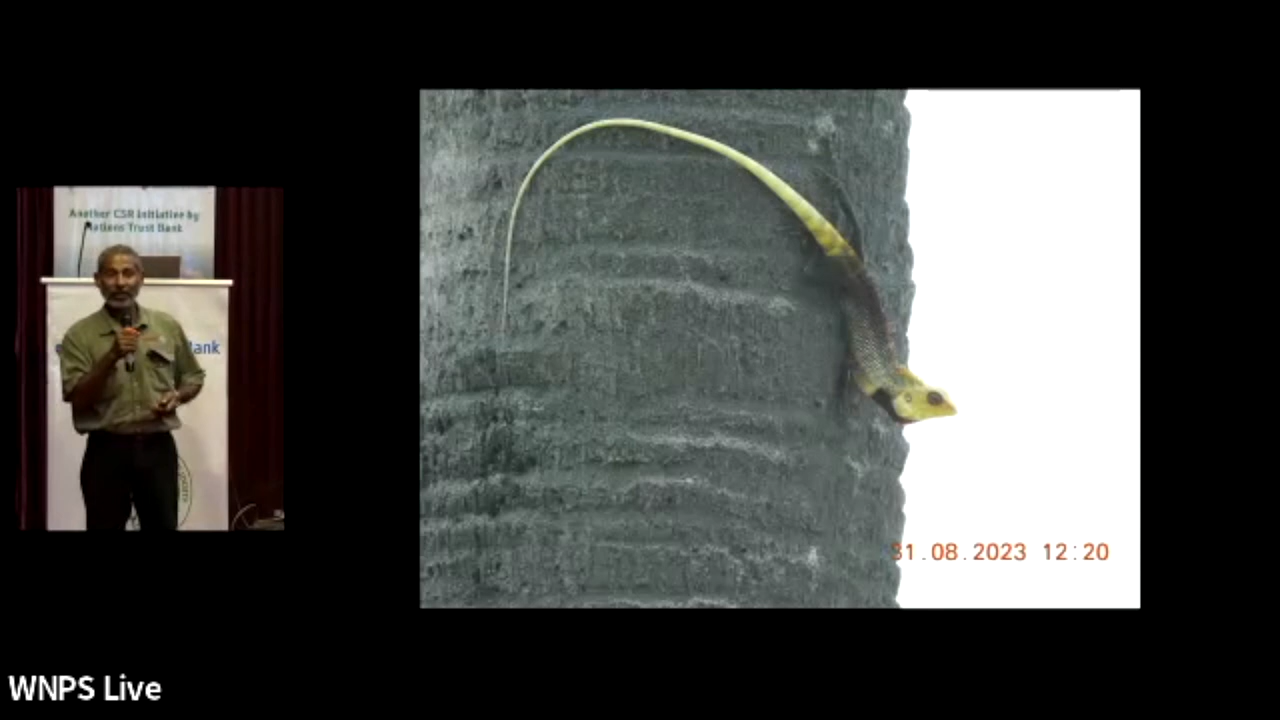 Another CSR initiative by
Nations Trust Bank
Bank
31.08.2023 12:20
WNPS Live